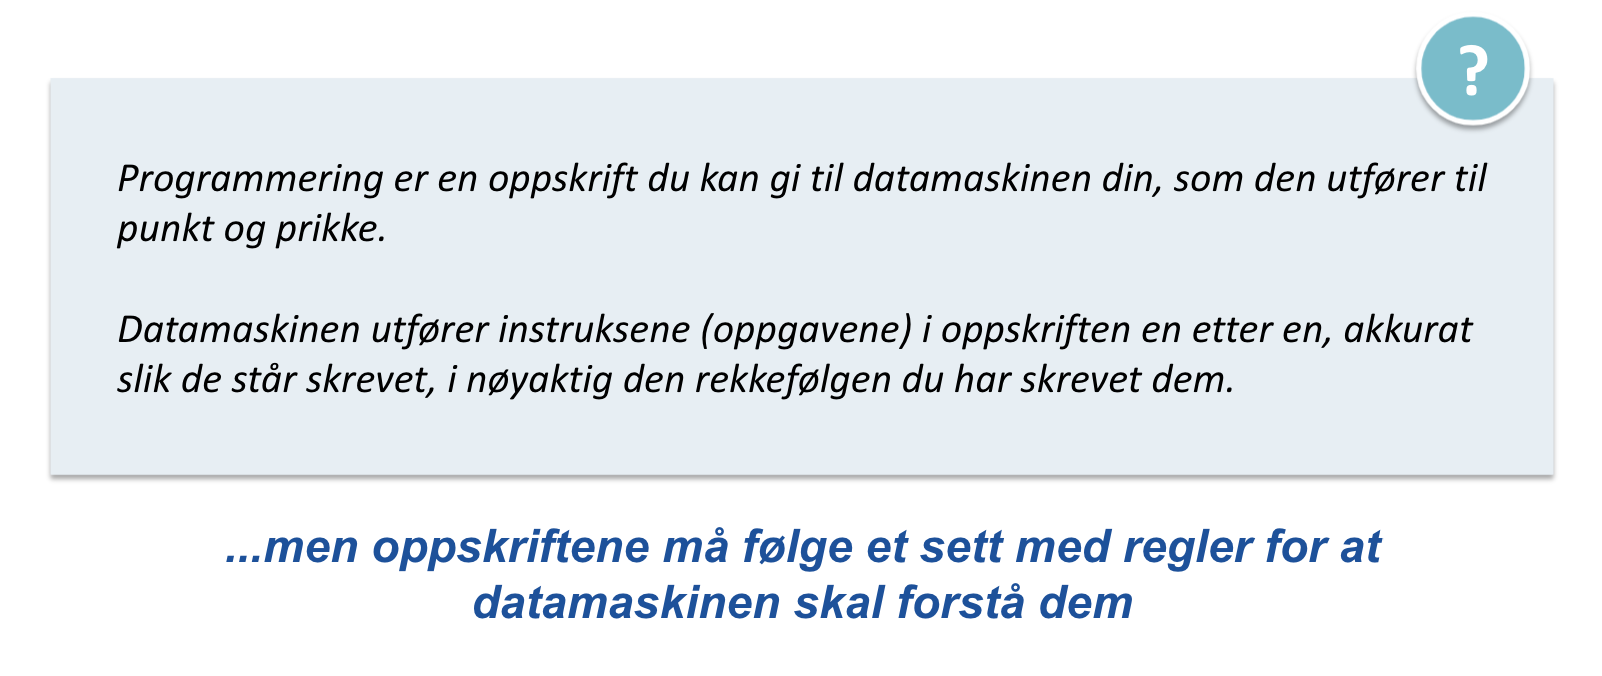 ?
Programmering er en oppskrift du kan gi til datamaskinen din, som den utfører til
punkt og prikke.
Datamaskinen utfører instruksene (oppgavene) i oppskriften en etter en, akkurat
slik de står skrevet, i nøyaktig den rekkefølgen du har skrevet dem.
...men oppskriftene må følge et sett med regler for at
datamaskinen skal forstå dem